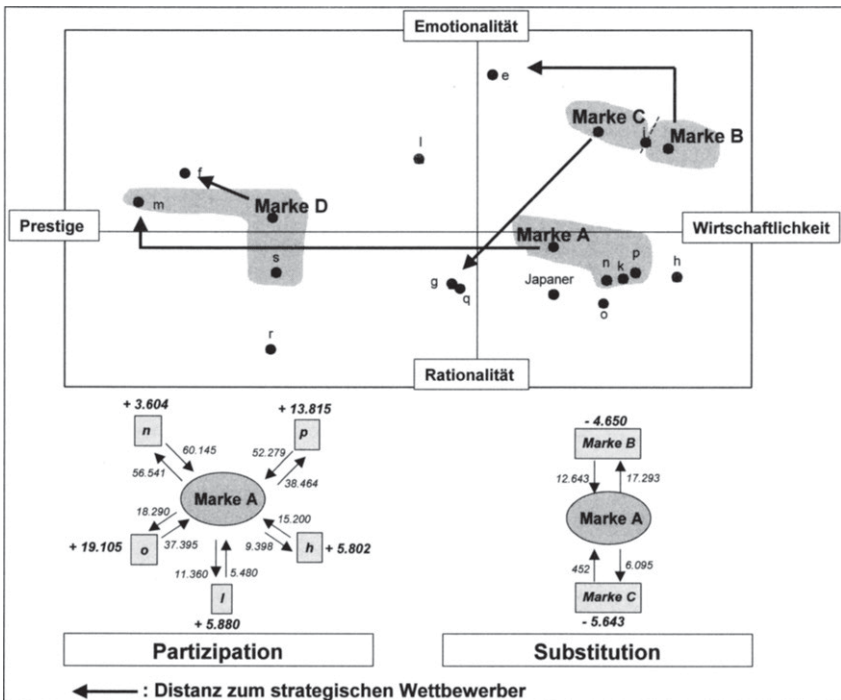 Emotionalität
e
Marke C
i
Marke B
l
f
m
Marke D
Prestige
Wirtschaftlichkeit
Marke A
s
g
q
Japaner
n
k
p
h
o
r
Rationalität
+ 3.604
n
60.145
56.541
+ 13.815
p
52.279
38.464
Marke A
18.290
37.395
o
+ 19.105
15.200
9.398
h
+ 5.802
11.360
5.480
l
+ 5.880
Partizipation
- 4.650
Marke B
12.643
17.293
Marke A
452
6.095
Marke C
- 5.643
Substitution
: Distanz zum strategischen Wettbewerber